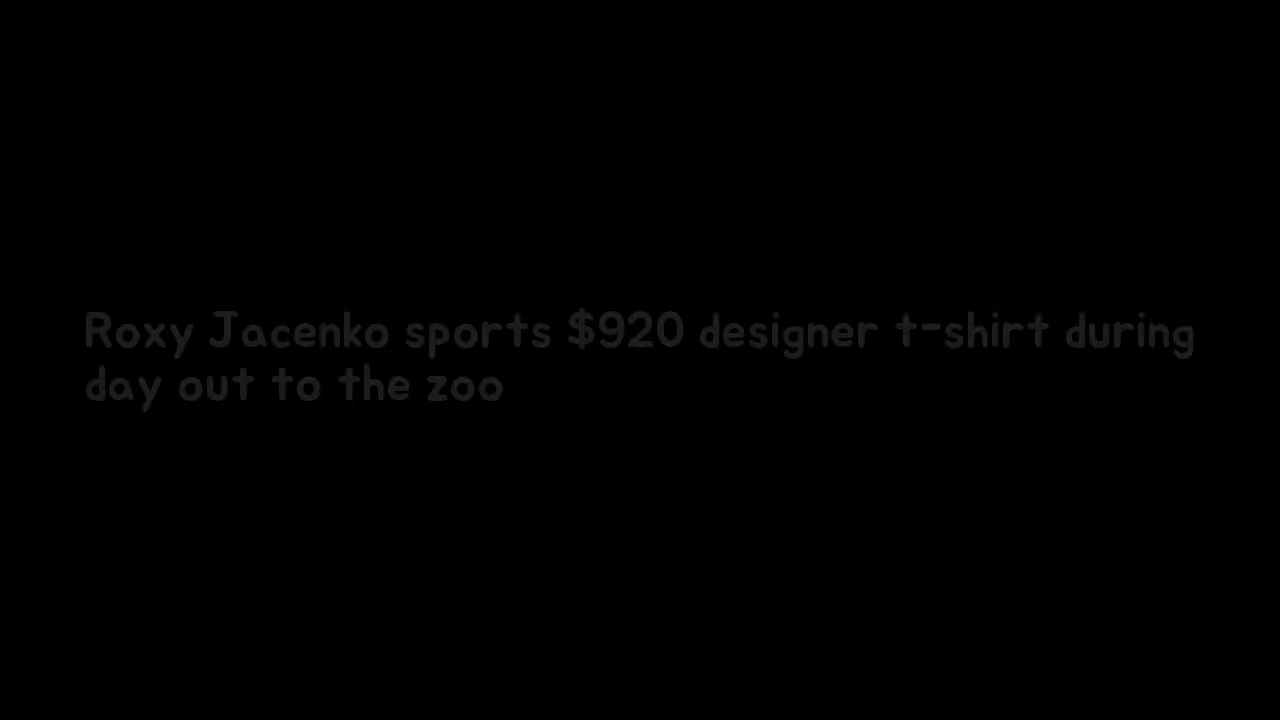 Roxy Jacenko sports $920 designer t-shirt during
day out to the zoo